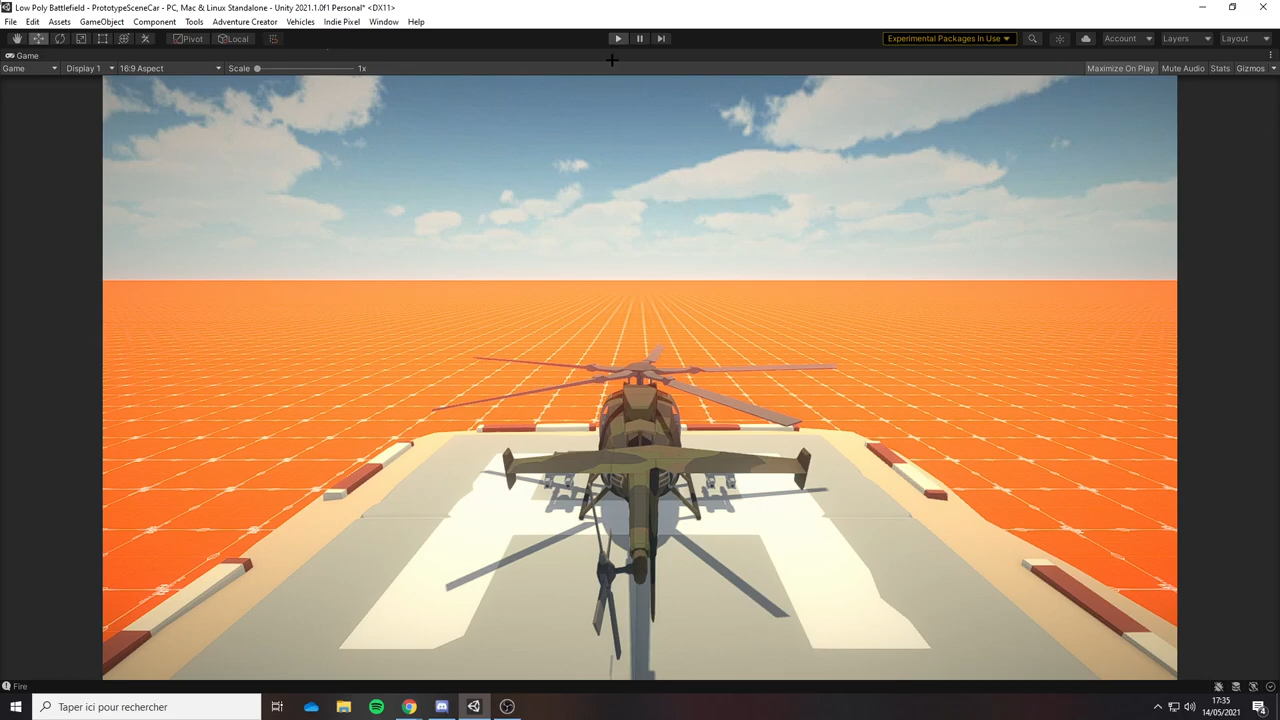 Low Poly Battlefield - PrototypeSceneCar - PC, Mac & Linux Standalone - Unity 2021.1.0f1 Personal* <DX11>
File Edit Assets GameObject Component Tools Adventure Creator Vehicles Indie Pixel Window Help
Pivot Local Experimental Packages In Use Account Layers Layout
Game
Game Display 1 16:9 Aspect Scale 1x Maximize On Play Mute Audio Stats Gizmos
H
Fire
Taper ici pour rechercher
17:35
14/05/2021
4